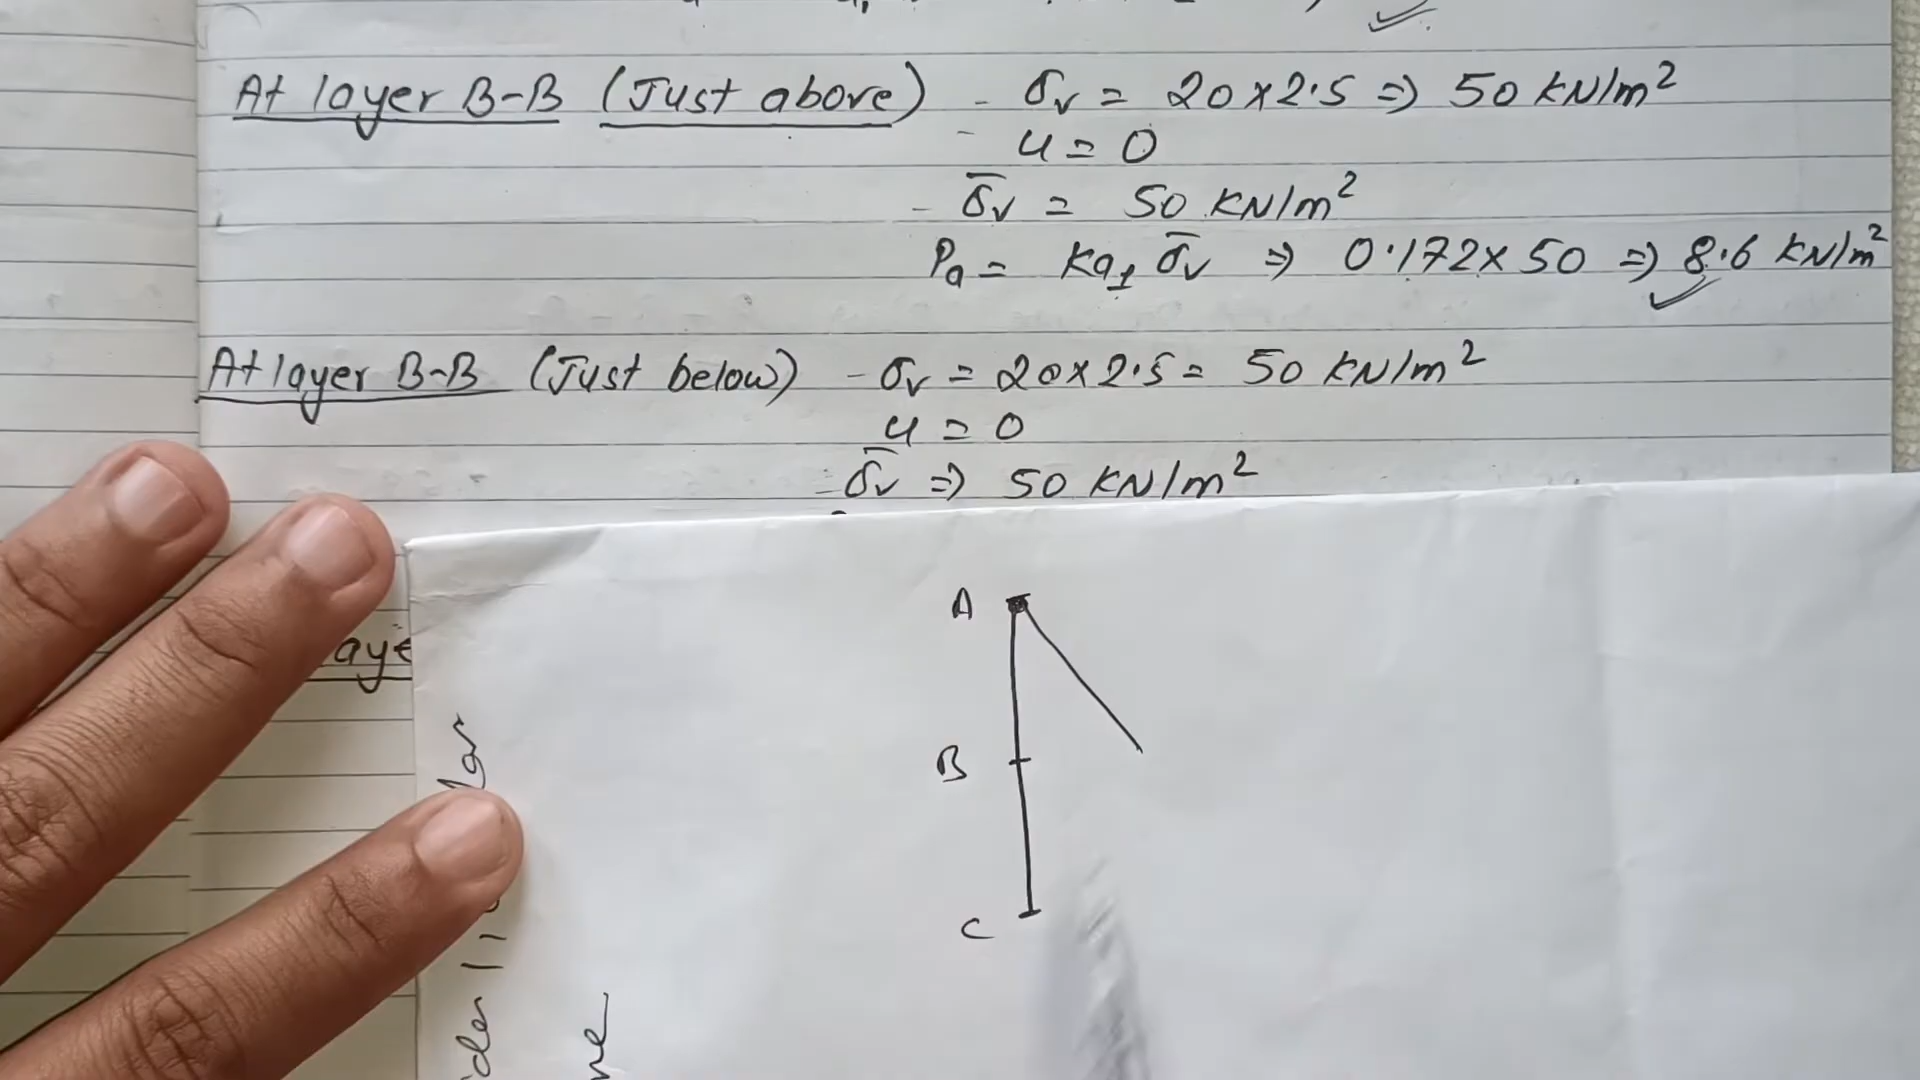 At layer B-B (Just above) - σv = 20×2.5 ⇒ 50 KN/m²
- u = 0
- σ̅v = 50 KN/m²
Pa = Ka₁ σ̅v ⇒ 0.172×50 ⇒ 8.6 KN/m²
At layer B-B (Just below) - σv = 20×2.5 = 50 KN/m²
u = 0
- σ̅v ⇒ 50 KN/m²
A
B
C